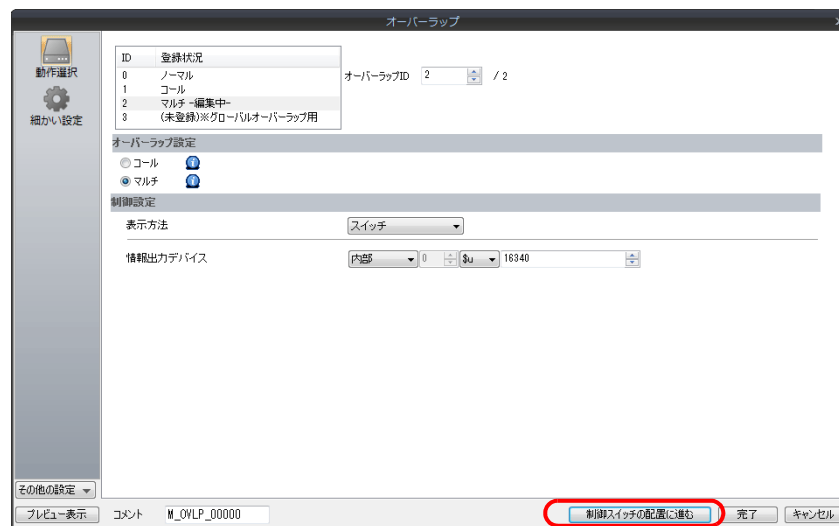 オーバーラップ
動作選択
細かい設定
ID 登録状況
0 ノーマル
1 コール
2 マルチ -編集中-
3 (未登録)※グローバルオーバーラップ用
オーバーラップID 2 / 2
オーバーラップ設定
コール
マルチ
制御設定
表示方法 スイッチ
情報出力デバイス 内部 0 $u 16340
その他の設定
プレビュー表示 コメント M_OVLP_00000 制御スイッチの配置に進む 完了 キャンセル